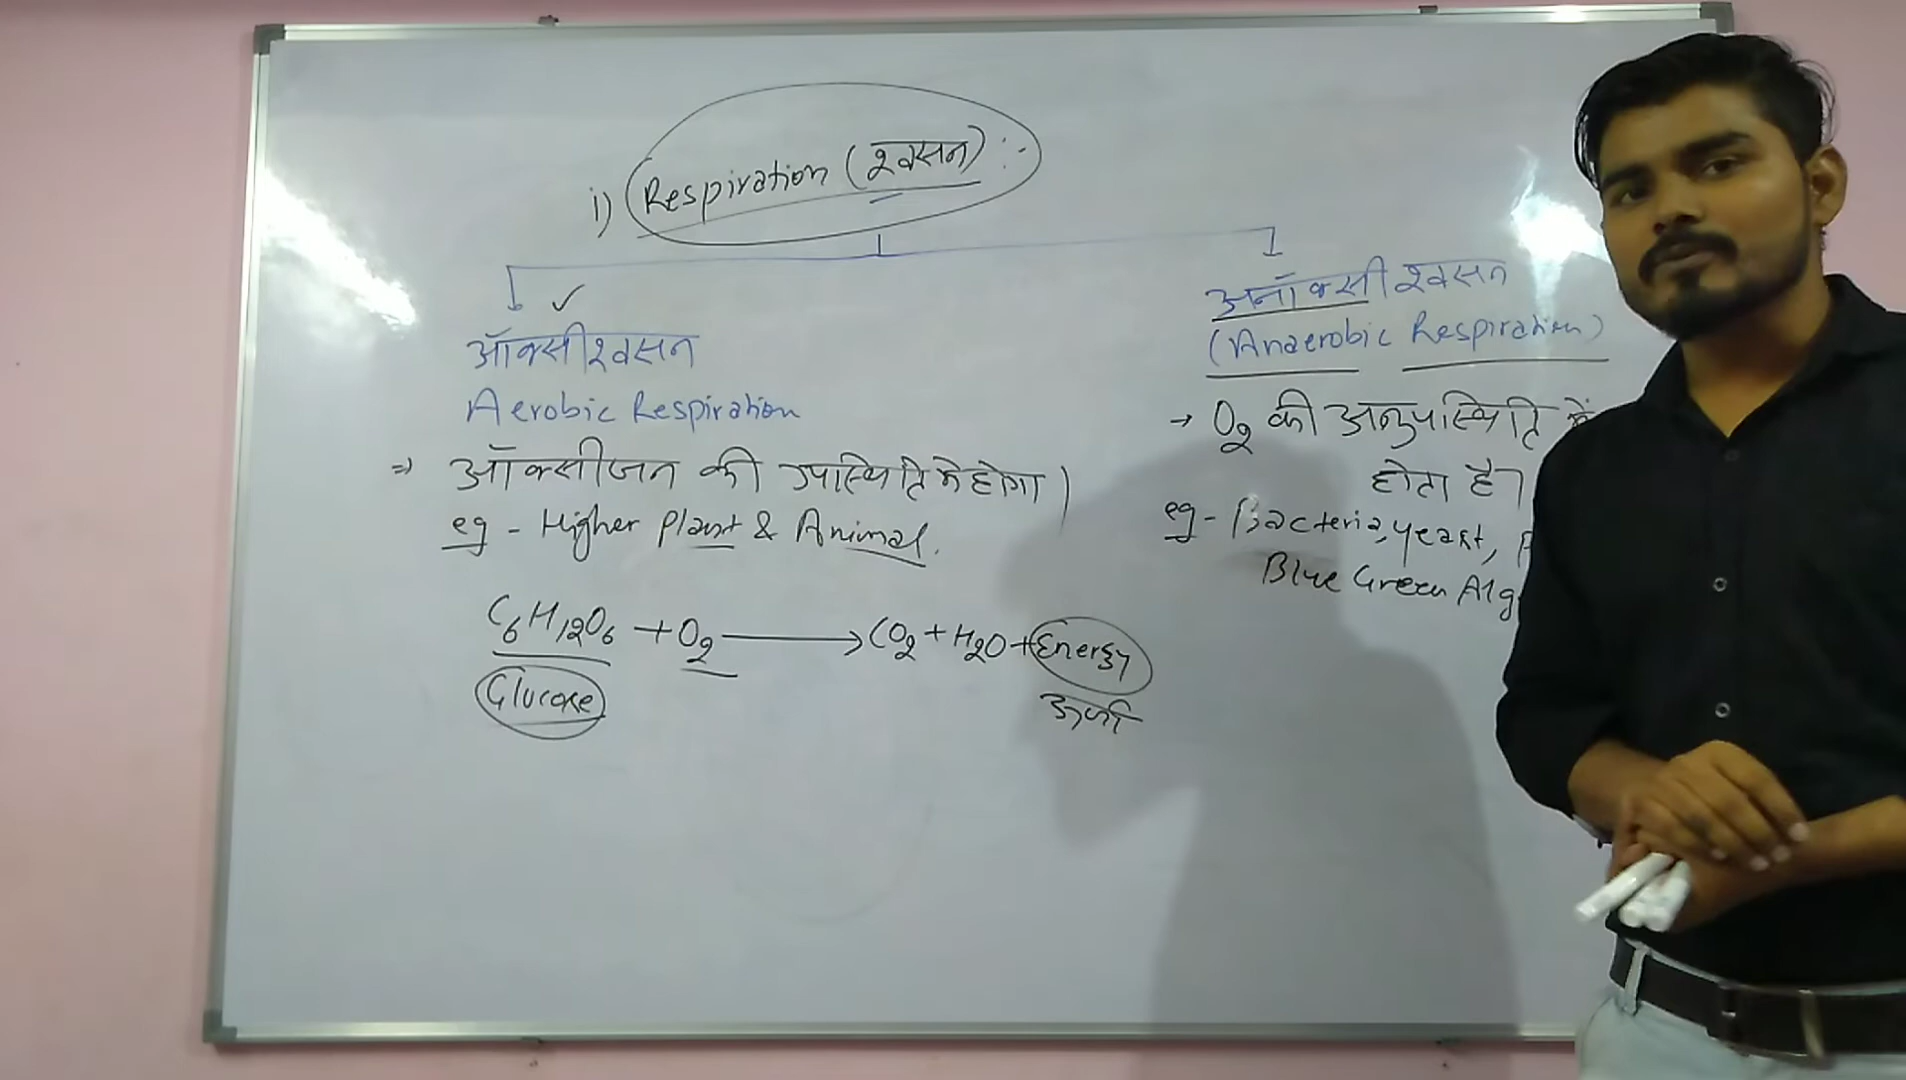 i) Respiration (श्वसन) :-
ऑक्सीश्वसन
Aerobic Respiration
⇒ ऑक्सीजन की उपस्थिति मे होगा।
eg - Higher Plant & Animal.
C6H12O6 + O2 → CO2 + H2O + Energy
Glucose
ऊर्जा
अनॉक्सी श्वसन
(Anaerobic Respiration)
→ O2 की अनुपस्थिति में
होता है।
eg - Bacteria, yeast,
Blue Green Alg